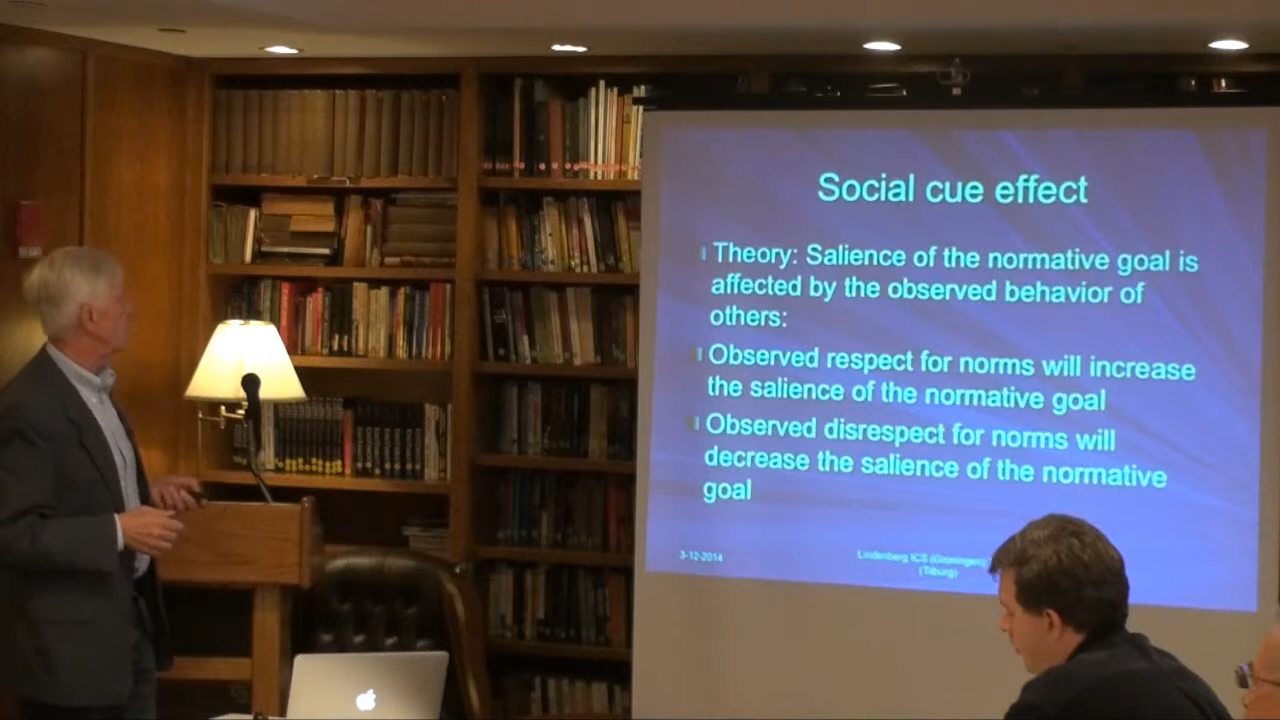 Social cue effect
Theory: Salience of the normative goal is
affected by the observed behavior of
others:
Observed respect for norms will increase
the salience of the normative goal
Observed disrespect for norms will
decrease the salience of the normative
goal
3-12-2014
Lindenberg ICS (Groningen)
(Tilburg)